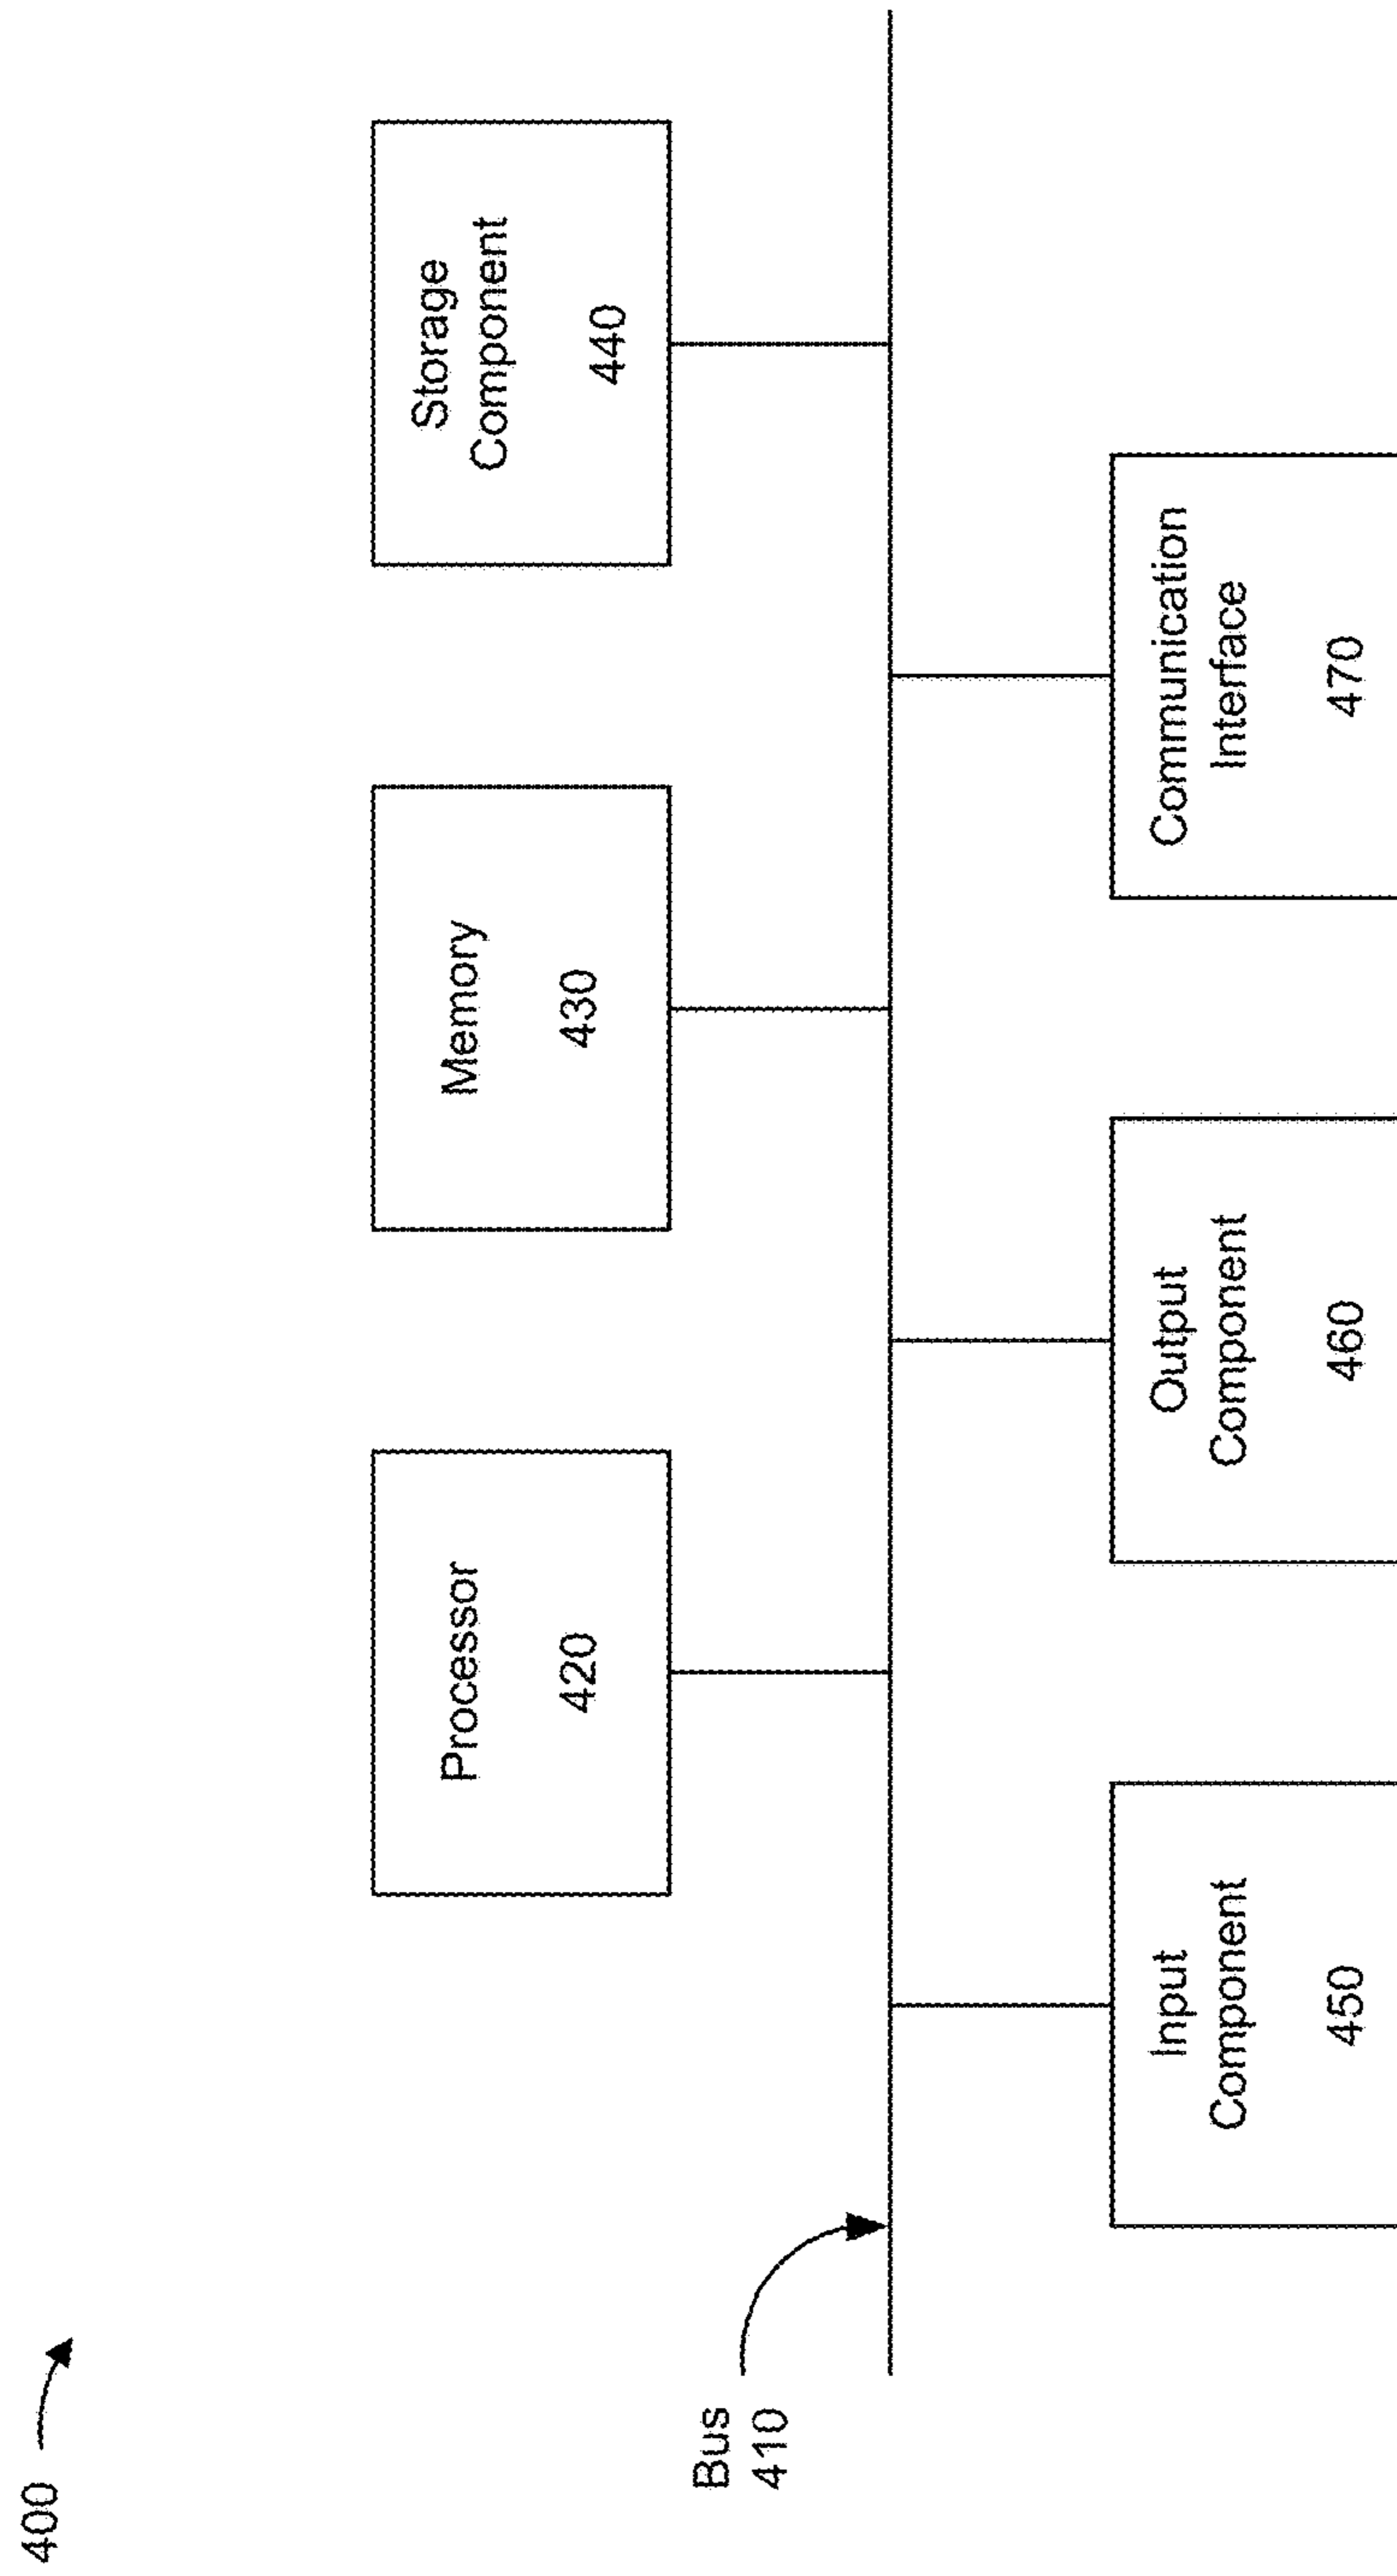 400
Processor
420
Memory
430
Storage
Component
440
Bus
410
Input
Component
450
Output
Component
460
Communication
Interface
470